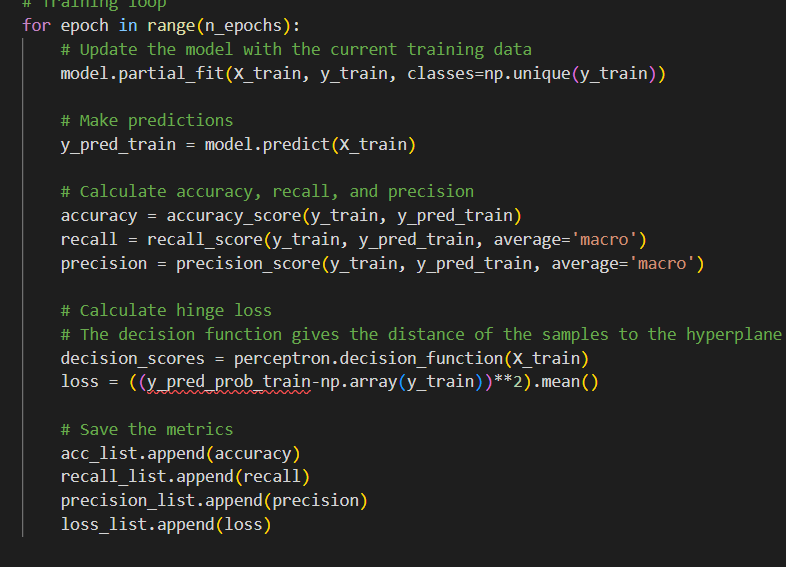 # Training loop
for epoch in range(n_epochs):
    # Update the model with the current training data
    model.partial_fit(X_train, y_train, classes=np.unique(y_train))

    # Make predictions
    y_pred_train = model.predict(X_train)

    # Calculate accuracy, recall, and precision
    accuracy = accuracy_score(y_train, y_pred_train)
    recall = recall_score(y_train, y_pred_train, average='macro')
    precision = precision_score(y_train, y_pred_train, average='macro')

    # Calculate hinge loss
    # The decision function gives the distance of the samples to the hyperplane
    decision_scores = perceptron.decision_function(X_train)
    loss = ((y_pred_prob_train-np.array(y_train))**2).mean()

    # Save the metrics
    acc_list.append(accuracy)
    recall_list.append(recall)
    precision_list.append(precision)
    loss_list.append(loss)